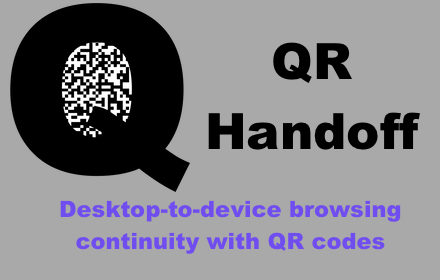 Q
QR
Handoff
Desktop-to-device browsing
continuity with QR codes